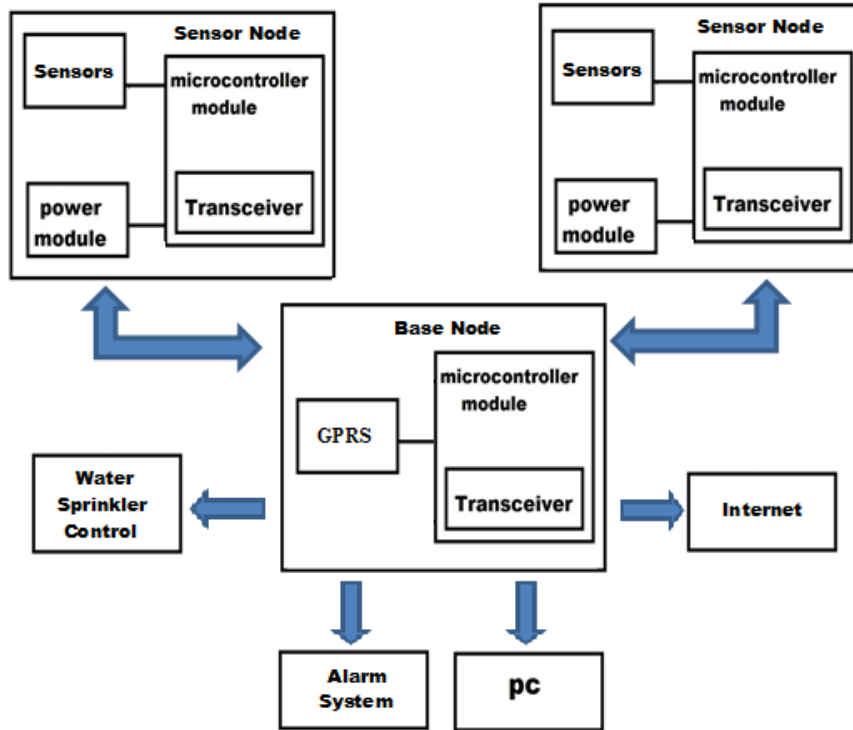 Sensor Node
Sensors
microcontroller
module
power
module
Transceiver
Sensor Node
Sensors
microcontroller
module
power
module
Transceiver
Base Node
microcontroller
module
GPRS
Transceiver
Water
Sprinkler
Control
Internet
Alarm
System
pc